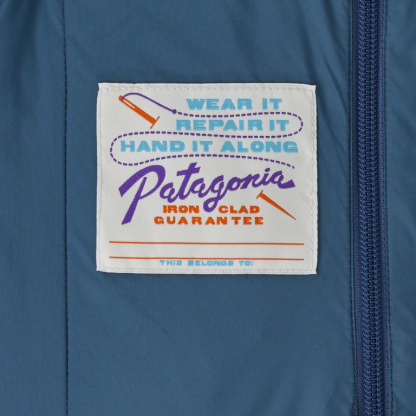 WEAR IT
REPAIR IT
HAND IT ALONG
Patagonia
IRON CLAD
GUARANTEE
THIS BELONGS TO: